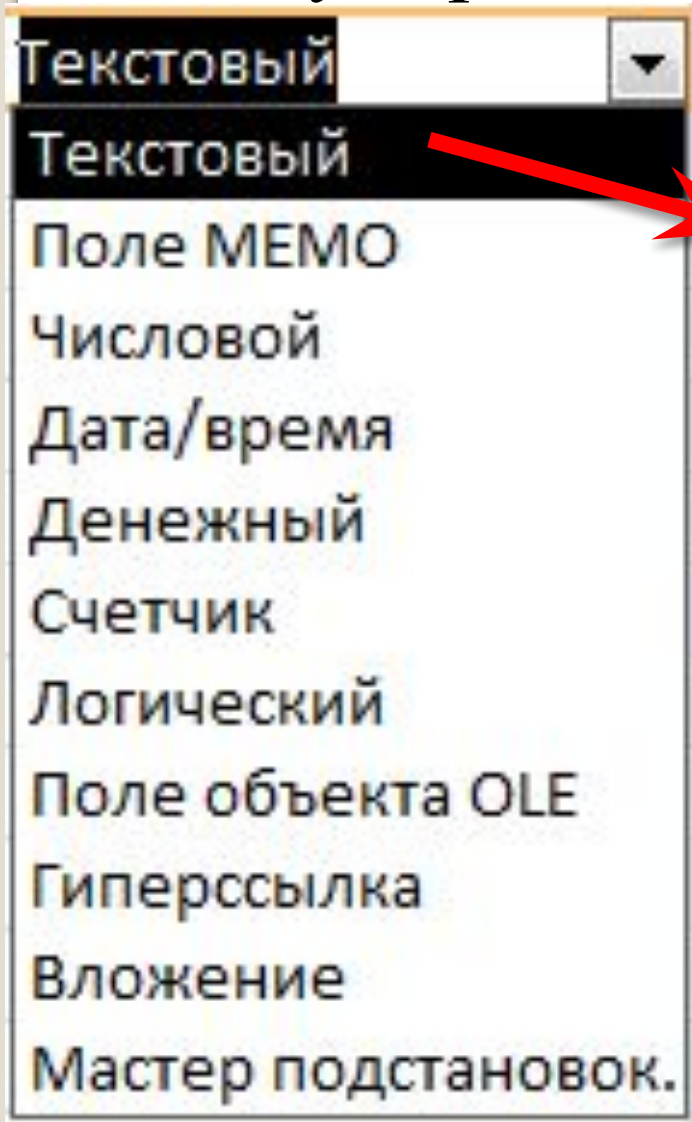 Текстовый
Текстовый
Поле МЕМО
Числовой
Дата/время
Денежный
Счетчик
Логический
Поле объекта OLE
Гиперссылка
Вложение
Мастер подстановок.